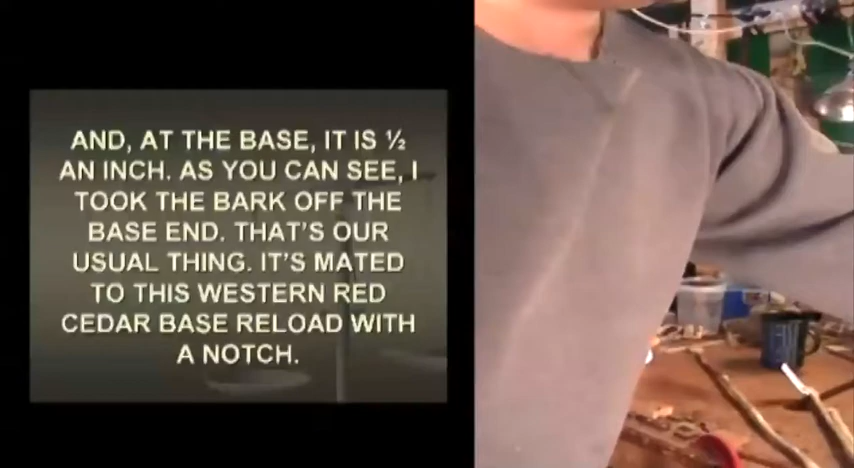 AND, AT THE BASE, IT IS ½
AN INCH. AS YOU CAN SEE, I
TOOK THE BARK OFF THE
BASE END. THAT'S OUR
USUAL THING. IT'S MATED
TO THIS WESTERN RED
CEDAR BASE RELOAD WITH
A NOTCH.